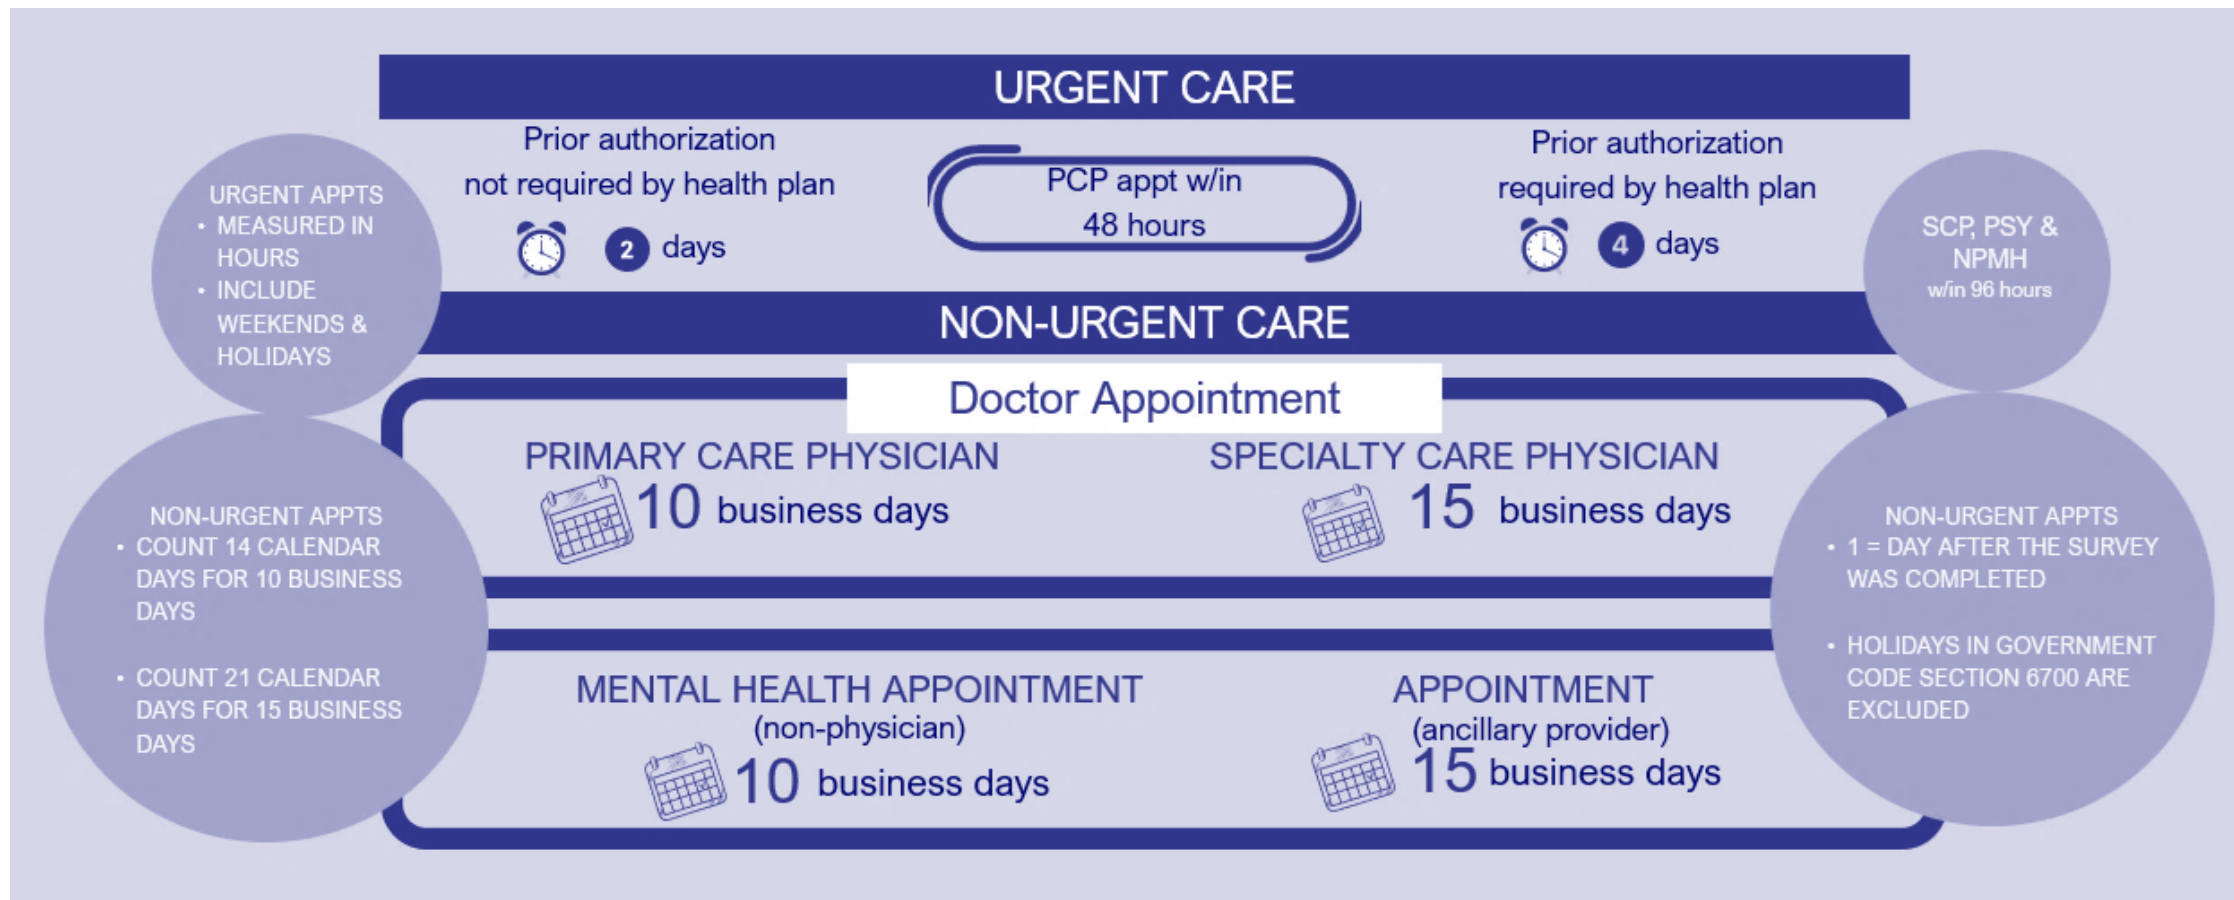 URGENT CARE
Prior authorization
not required by health plan
2 days
PCP appt w/in
48 hours
Prior authorization
required by health plan
4 days
URGENT APPTS
• MEASURED IN
HOURS
• INCLUDE
WEEKENDS &
HOLIDAYS
SCP, PSY &
NPMH
w/in 96 hours
NON-URGENT CARE
Doctor Appointment
PRIMARY CARE PHYSICIAN
10 business days
SPECIALTY CARE PHYSICIAN
15 business days
NON-URGENT APPTS
• COUNT 14 CALENDAR
DAYS FOR 10 BUSINESS
DAYS
• COUNT 21 CALENDAR
DAYS FOR 15 BUSINESS
DAYS
NON-URGENT APPTS
• 1 = DAY AFTER THE SURVEY
WAS COMPLETED
• HOLIDAYS IN GOVERNMENT
CODE SECTION 6700 ARE
EXCLUDED
MENTAL HEALTH APPOINTMENT
(non-physician)
10 business days
APPOINTMENT
(ancillary provider)
15 business days